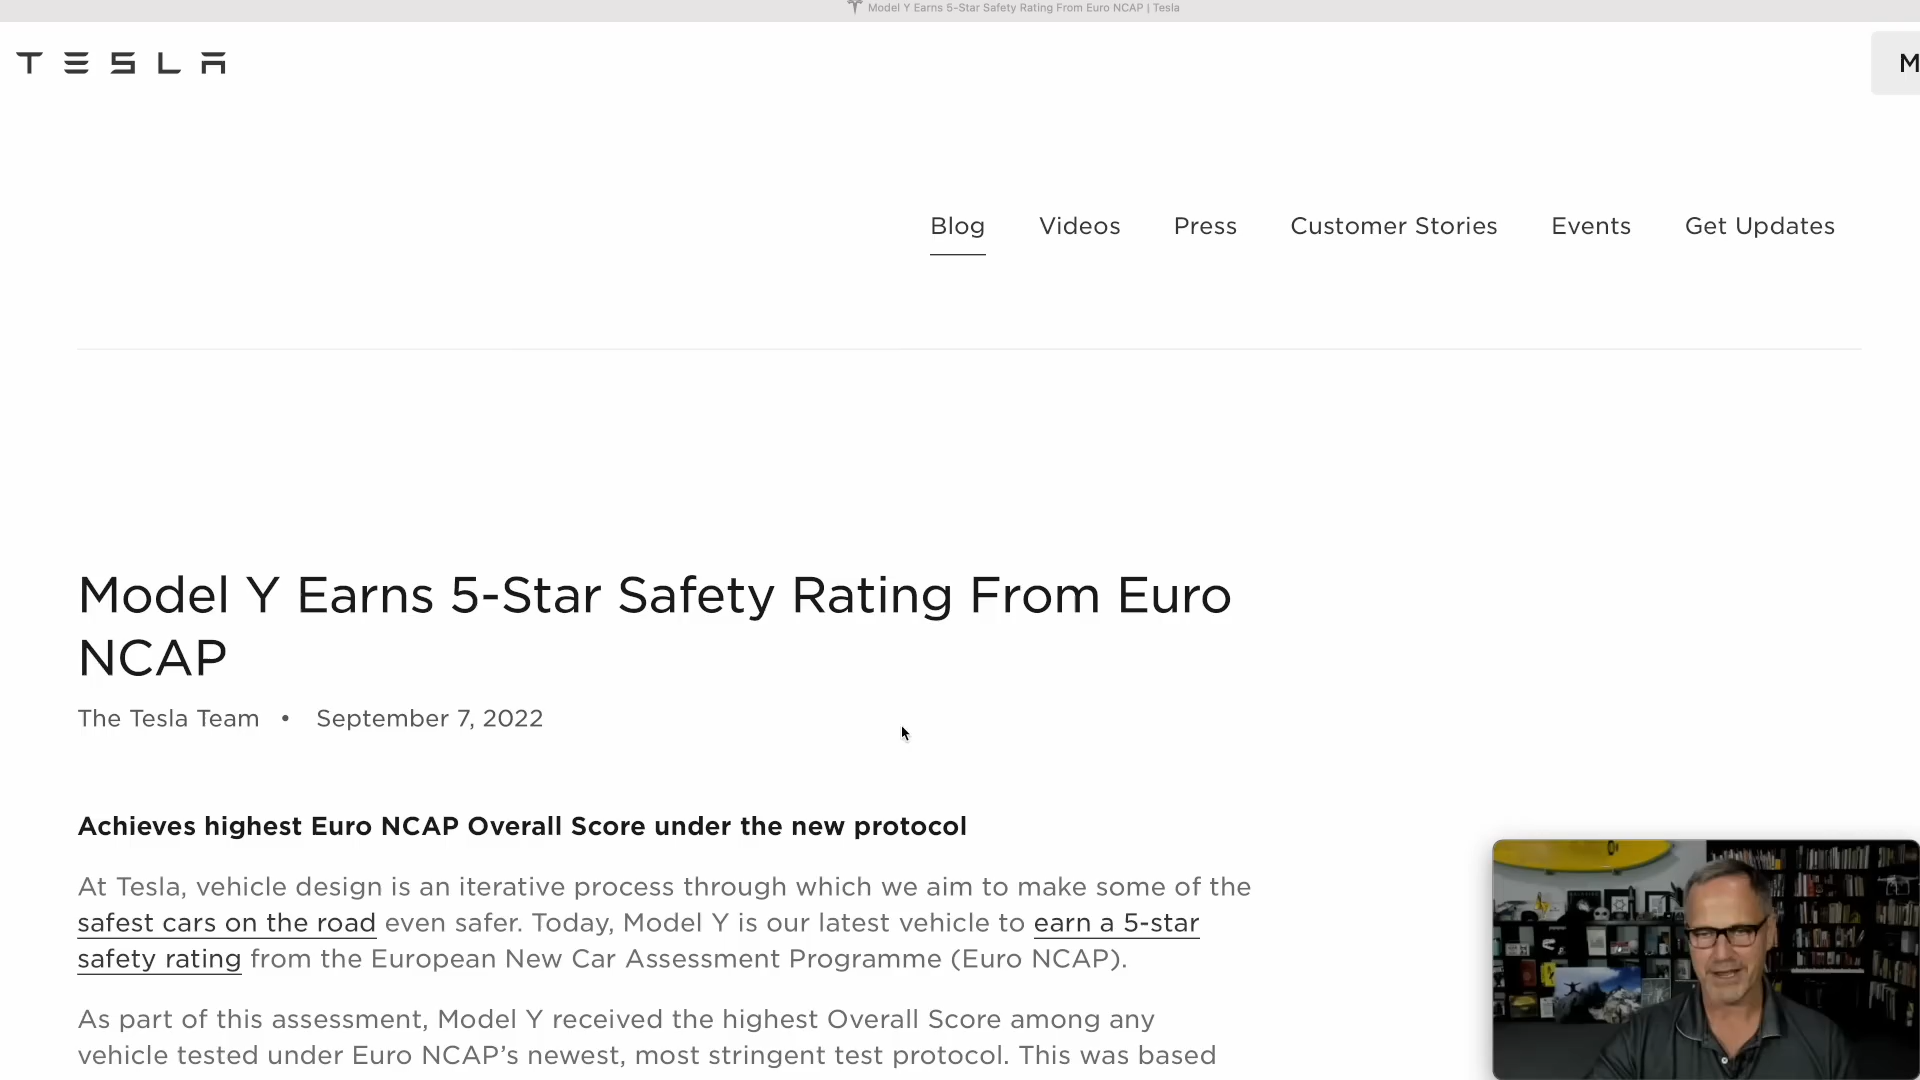 Model Y Earns 5-Star Safety Rating From Euro NCAP | Tesla
TESLA
M
Blog Videos Press Customer Stories Events Get Updates
Model Y Earns 5-Star Safety Rating From Euro
NCAP
The Tesla Team • September 7, 2022
Achieves highest Euro NCAP Overall Score under the new protocol
At Tesla, vehicle design is an iterative process through which we aim to make some of the
safest cars on the road even safer. Today, Model Y is our latest vehicle to earn a 5-star
safety rating from the European New Car Assessment Programme (Euro NCAP).
As part of this assessment, Model Y received the highest Overall Score among any
vehicle tested under Euro NCAP’s newest, most stringent test protocol. This was based